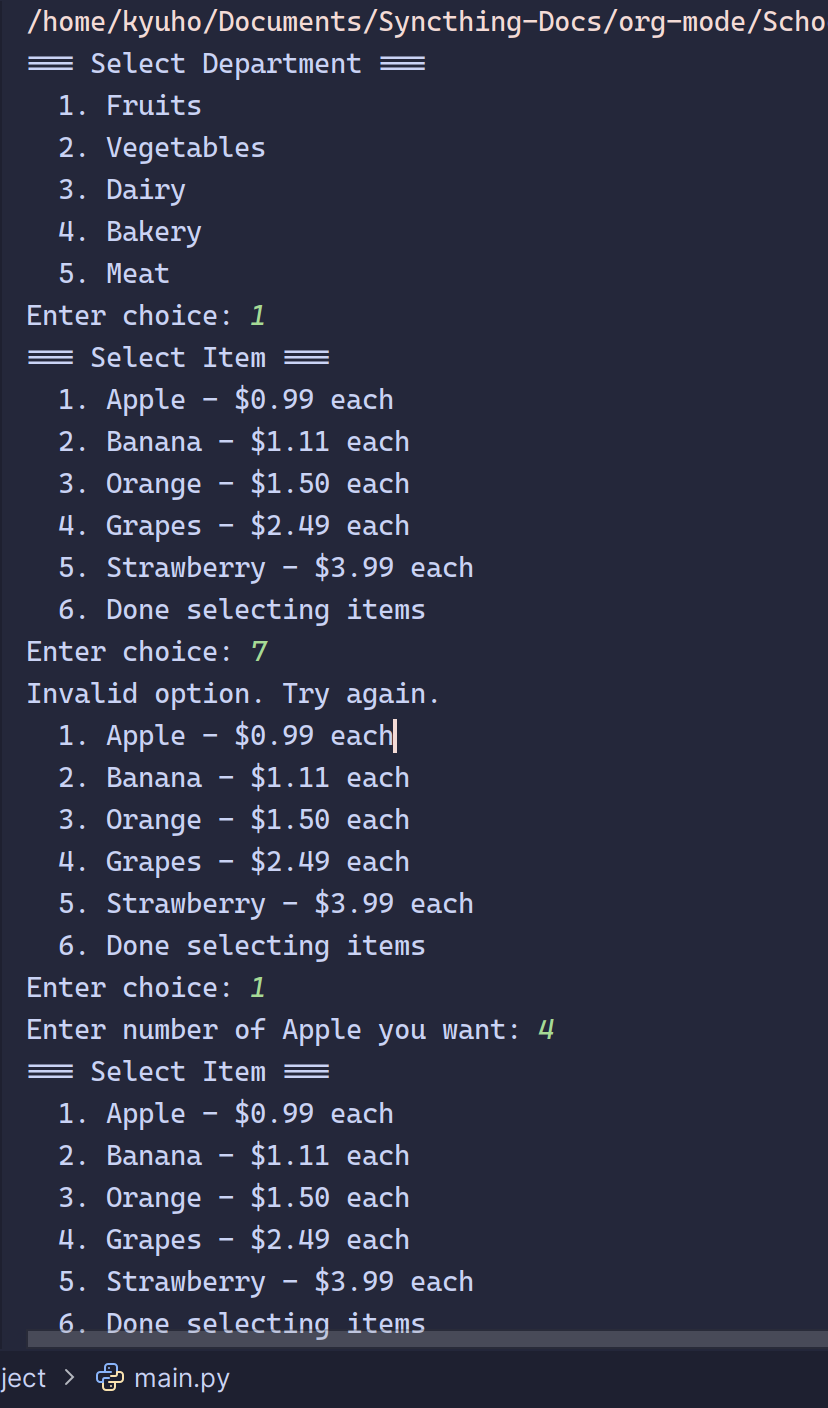 /home/kyuho/Documents/Syncthing-Docs/org-mode/Scho
=== Select Department ===
1. Fruits
2. Vegetables
3. Dairy
4. Bakery
5. Meat
Enter choice: 1
=== Select Item ===
1. Apple - $0.99 each
2. Banana - $1.11 each
3. Orange - $1.50 each
4. Grapes - $2.49 each
5. Strawberry - $3.99 each
6. Done selecting items
Enter choice: 7
Invalid option. Try again.
1. Apple - $0.99 each
2. Banana - $1.11 each
3. Orange - $1.50 each
4. Grapes - $2.49 each
5. Strawberry - $3.99 each
6. Done selecting items
Enter choice: 1
Enter number of Apple you want: 4
=== Select Item ===
1. Apple - $0.99 each
2. Banana - $1.11 each
3. Orange - $1.50 each
4. Grapes - $2.49 each
5. Strawberry - $3.99 each
6. Done selecting items
ject > main.py